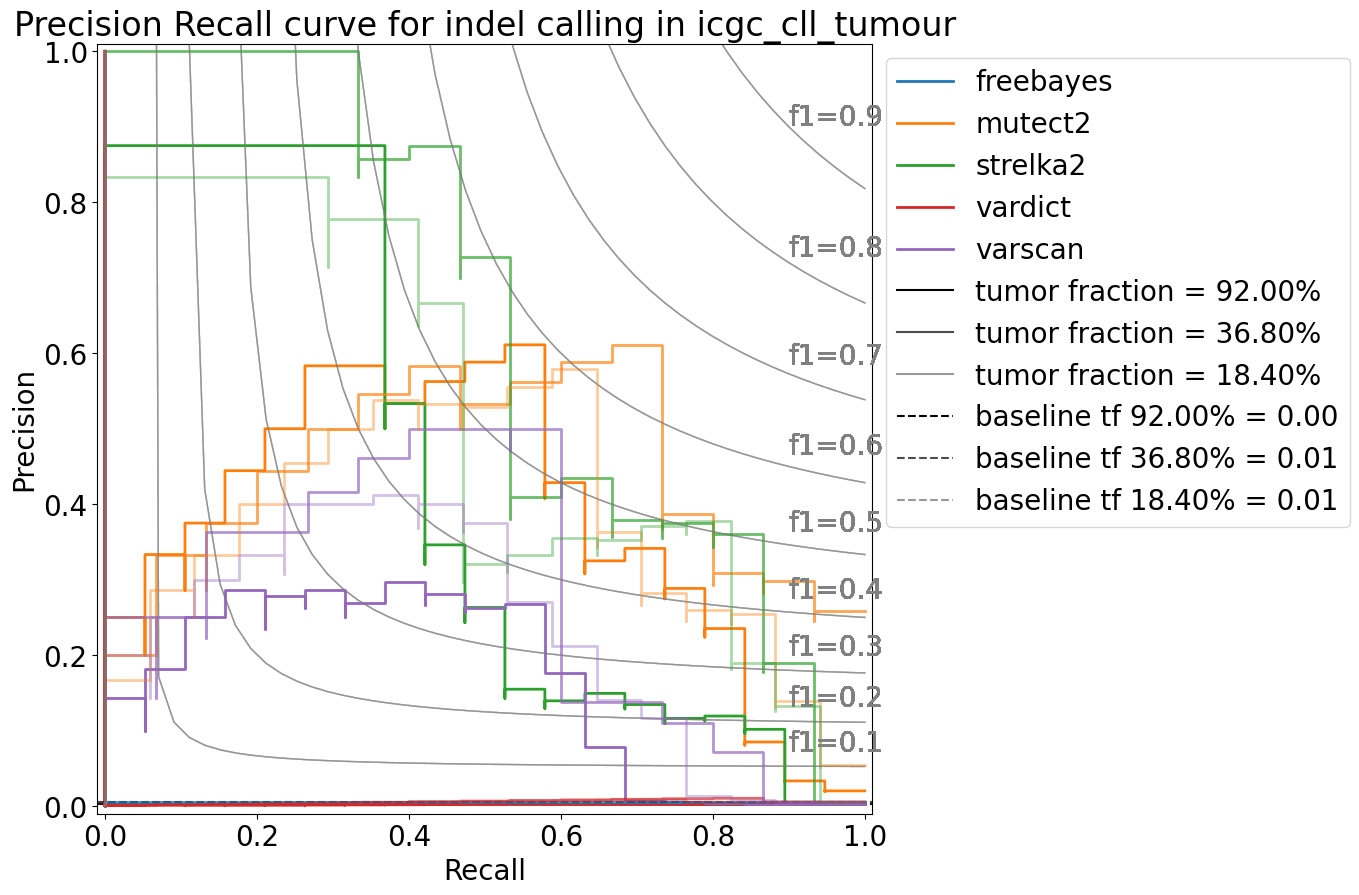 Precision Recall curve for indel calling in icgc_cll_tumour
1.0
0.8
0.6
0.4
0.2
0.0
Precision
0.0 0.2 0.4 0.6 0.8 1.0
Recall
f1=0.9
f1=0.8
f1=0.7
f1=0.6
f1=0.5
f1=0.4
f1=0.3
f1=0.2
f1=0.1
freebayes
mutect2
strelka2
vardict
varscan
tumor fraction = 92.00%
tumor fraction = 36.80%
tumor fraction = 18.40%
baseline tf 92.00% = 0.00
baseline tf 36.80% = 0.01
baseline tf 18.40% = 0.01